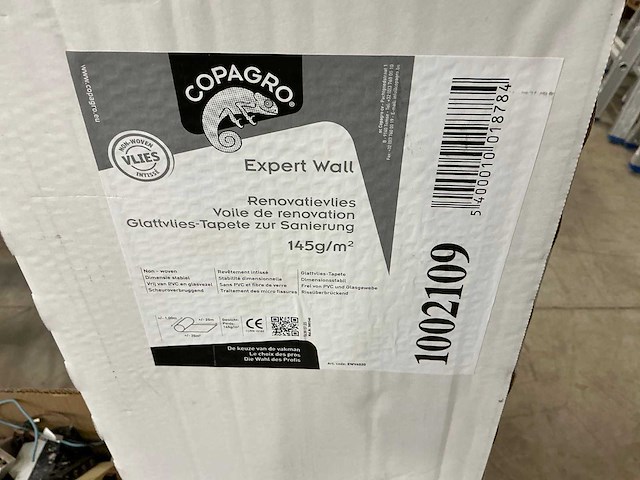 www.copagro.eu
COPAGRO®
NON-WOVEN
VLIES
INTISSÉ
Expert Wall
Renovatievlies
Voile de renovation
Glattvlies-Tapete zur Sanierung
145g/m²
Non - woven
Dimensie stabiel
Vrij van PVC en glasvezel
Scheuroverbruggend
Revêtement intissé
Stabilité dimensionnelle
Sans PVC et fibre de verre
Traitement des micro fissures
Glattvlies-Tapete
Dimensionsstabil
Frei von PVC und Glasgewebe
Rissüberbrückend
CE
De keuze van de vakman
Le choix des pros
Die Wahl des Profis
5 400010 018784
1002109